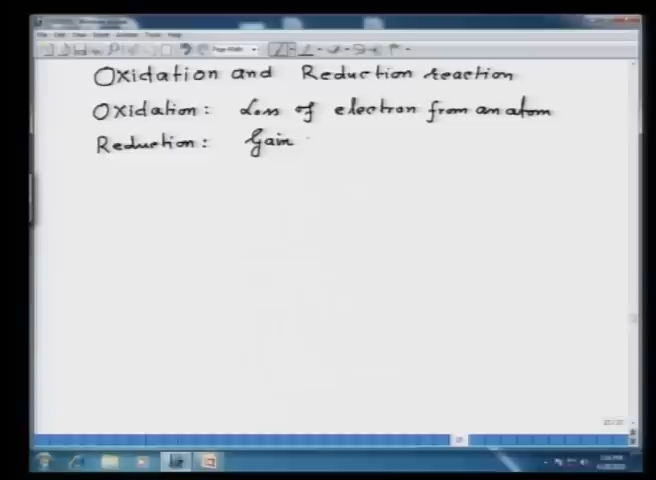 Oxidation and Reduction reaction
Oxidation: Loss of electron from an atom
Reduction: Gain